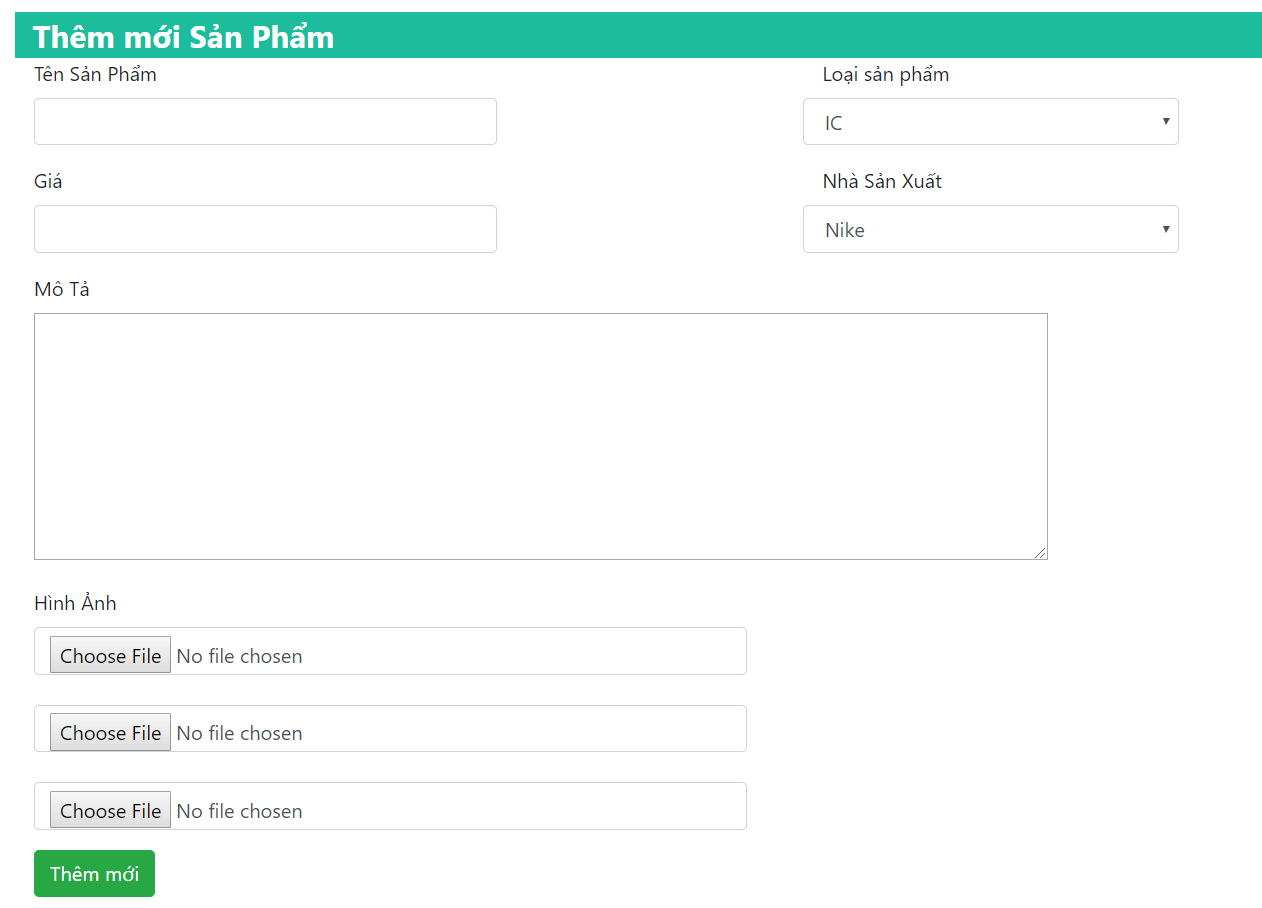 Thêm mới Sản Phẩm
Tên Sản Phẩm
Loại sản phẩm
IC
Giá
Nhà Sản Xuất
Nike
Mô Tả
Hình Ảnh
Choose File No file chosen
Choose File No file chosen
Choose File No file chosen
Thêm mới